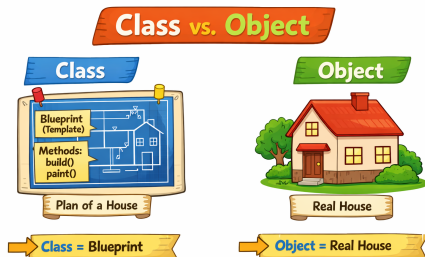 Class vs. Object
Class
Object
Blueprint
(Template)
Methods:
build()
paint()
Plan of a House
Real House
Class = Blueprint
Object = Real House